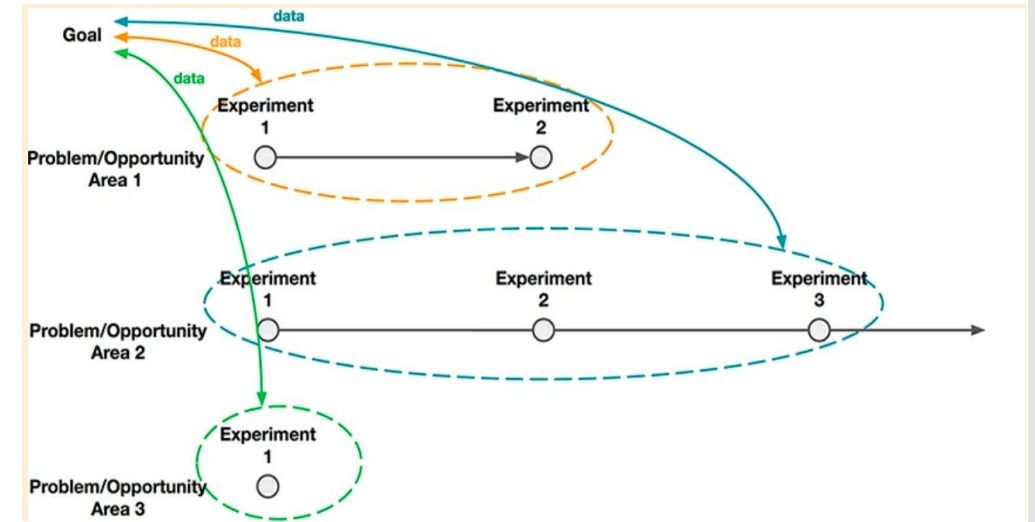 data
Goal
data
data
Experiment
1
Experiment
2
Problem/Opportunity
Area 1
Experiment
1
Experiment
2
Experiment
3
Problem/Opportunity
Area 2
Experiment
1
Problem/Opportunity
Area 3